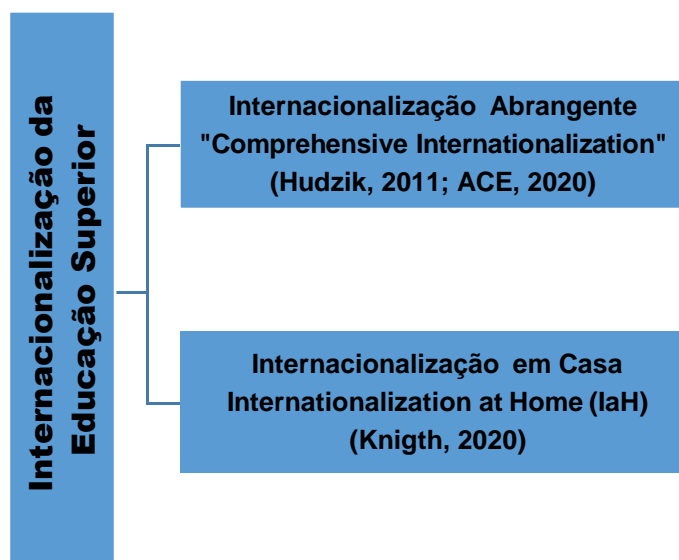 Internacionalização da
Educação Superior
Internacionalização Abrangente
"Comprehensive Internationalization"
(Hudzik, 2011; ACE, 2020)
Internacionalização em Casa
Internationalization at Home (IaH)
(Knigth, 2020)